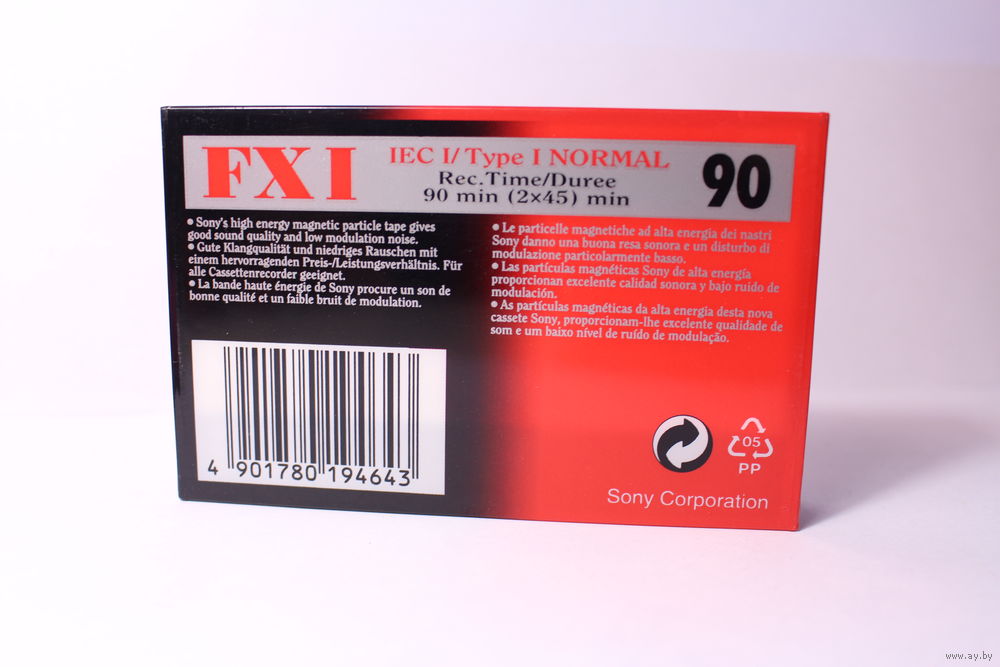 FX I
IEC I/Type I NORMAL
Rec.Time/Duree
90 min (2×45) min
90
● Sony's high energy magnetic particle tape gives
good sound quality and low modulation noise.
● Gute Klangqualität und niedriges Rauschen mit
einem hervorragenden Preis-/Leistungsverhältnis. Für
alle Cassettenrecorder geeignet.
● La bande haute énergie de Sony procure un son de
bonne qualité et un faible bruit de modulation.
● Le particelle magnetiche ad alta energia dei nastri
Sony danno una buona resa sonora e un disturbo di
modulazione particolarmente basso.
● Las partículas magnéticas Sony de alta energía
proporcionan excelente calidad sonora y bajo ruido de
modulación.
● As partículas magnéticas da alta energia desta nova
cassete Sony, proporcionam-lhe excelente qualidade de
som e um baixo nível de ruído de modulação.
4 901780 194643
05
PP
Sony Corporation
www.ay.by